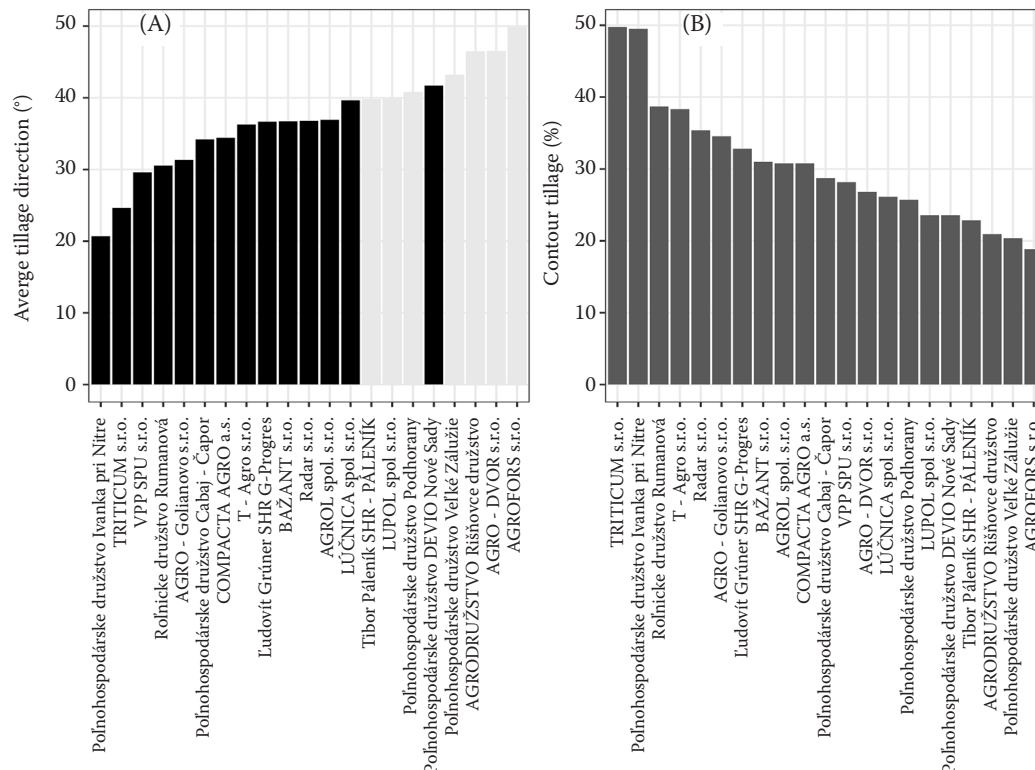 (A)
Averge tillage direction (°)
50
40
30
20
10
0
Poľnohospodárske družstvo Ivanka pri Nitre
TRITICUM s.r.o.
VPP SPU s.r.o.
Roľnicke družstvo Rumanová
AGRO - Golianovo s.r.o.
Poľnohospodárske družstvo Cabaj - Čapor
COMPACTA AGRO a.s.
T - Agro s.r.o.
Ľudovít Grúner SHR G-Progres
BAŽANT s.r.o.
Radar s.r.o.
AGROL spol. s.r.o.
LÚČNICA spol s.r.o.
Tibor Páleník SHR - PÁLENÍK
LUPOL spol s.r.o.
Poľnohospodárske družstvo Podhorany
Poľnohospodárske družstvo DEVIO Nové Sady
Poľnohospodárske družstvo Veľké Zálužie
AGRODRUŽSTVO Rišňovce družstvo
AGRO - DVOR s.r.o.
AGROFORS s.r.o.
(B)
Contour tillage (%)
50
40
30
20
10
0
TRITICUM s.r.o.
Poľnohospodárske družstvo Ivanka pri Nitre
Roľnicke družstvo Rumanová
T - Agro s.r.o.
Radar s.r.o.
AGRO - Golianovo s.r.o.
Ľudovít Grúner SHR G-Progres
BAŽANT s.r.o.
AGROL spol. s.r.o.
COMPACTA AGRO a.s.
Poľnohospodárske družstvo Cabaj - Čapor
VPP SPU s.r.o.
AGRO - DVOR s.r.o.
LÚČNICA spol s.r.o.
Poľnohospodárske družstvo Podhorany
LUPOL spol s.r.o.
Poľnohospodárske družstvo DEVIO Nové Sady
Tibor Páleník SHR - PÁLENÍK
AGRODRUŽSTVO Rišňovce družstvo
Poľnohospodárske družstvo Veľké Zálužie
AGROFORS s.r.o.